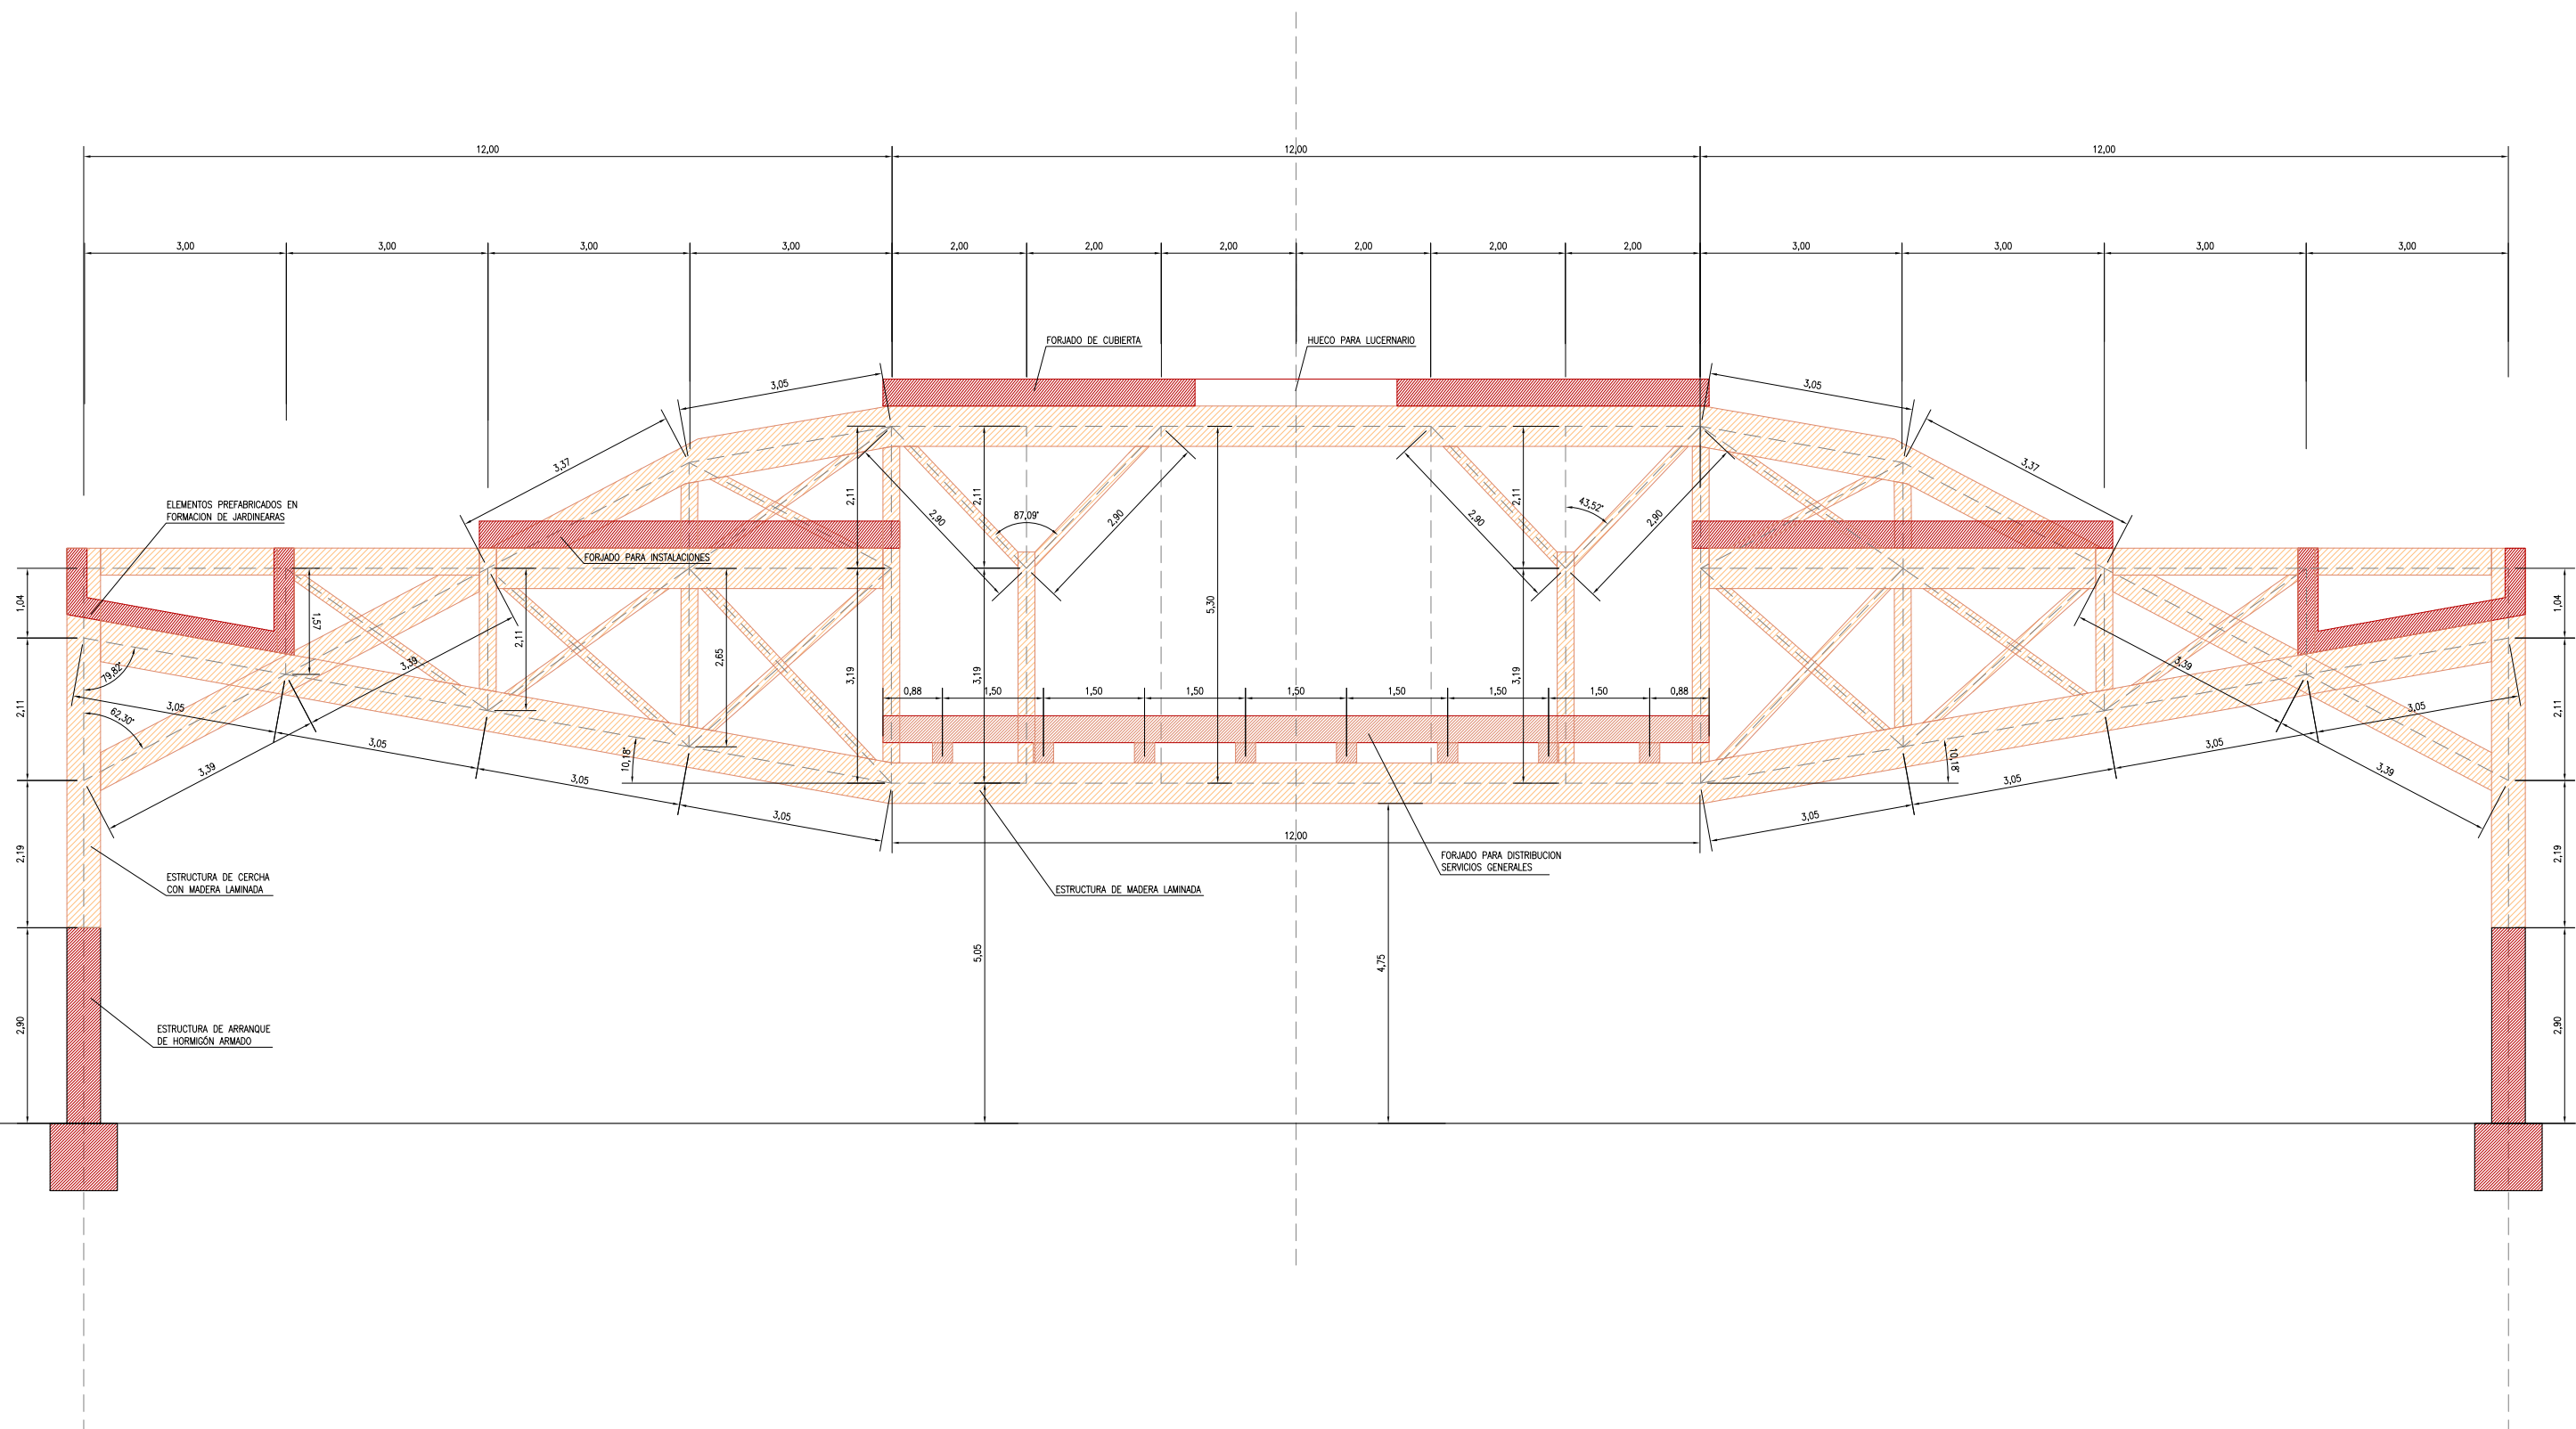 12,00 12,00 12,00
3,00 3,00 3,00 3,00 2,00 2,00 2,00 2,00 2,00 2,00 3,00 3,00 3,00 3,00
FORJADO DE CUBIERTA
HUECO PARA LUCERNARIO
3,05 3,05
3,37 3,37
2,11 2,11 2,11
ELEMENTOS PREFABRICADOS EN
FORMACION DE JARDINEARAS
2,90 87,09° 2,90 2,90 43,52° 2,90
FORJADO PARA INSTALACIONES
1,04 1,57 2,11 2,65 5,30 1,04
79,82° 3,39 3,19 3,19 3,19 3,39
0,88 1,50 1,50 1,50 1,50 1,50 1,50 1,50 0,88
2,11 62,30° 3,05 3,05 2,11
3,05 10,18° 10,18° 3,05
3,39 3,05 3,05 3,39
3,05 3,05
12,00
2,19 2,19
FORJADO PARA DISTRIBUCION
SERVICIOS GENERALES
ESTRUCTURA DE CERCHA
CON MADERA LAMINADA
ESTRUCTURA DE MADERA LAMINADA
5,05 4,75
2,90 2,90
ESTRUCTURA DE ARRANQUE
DE HORMIGÓN ARMADO